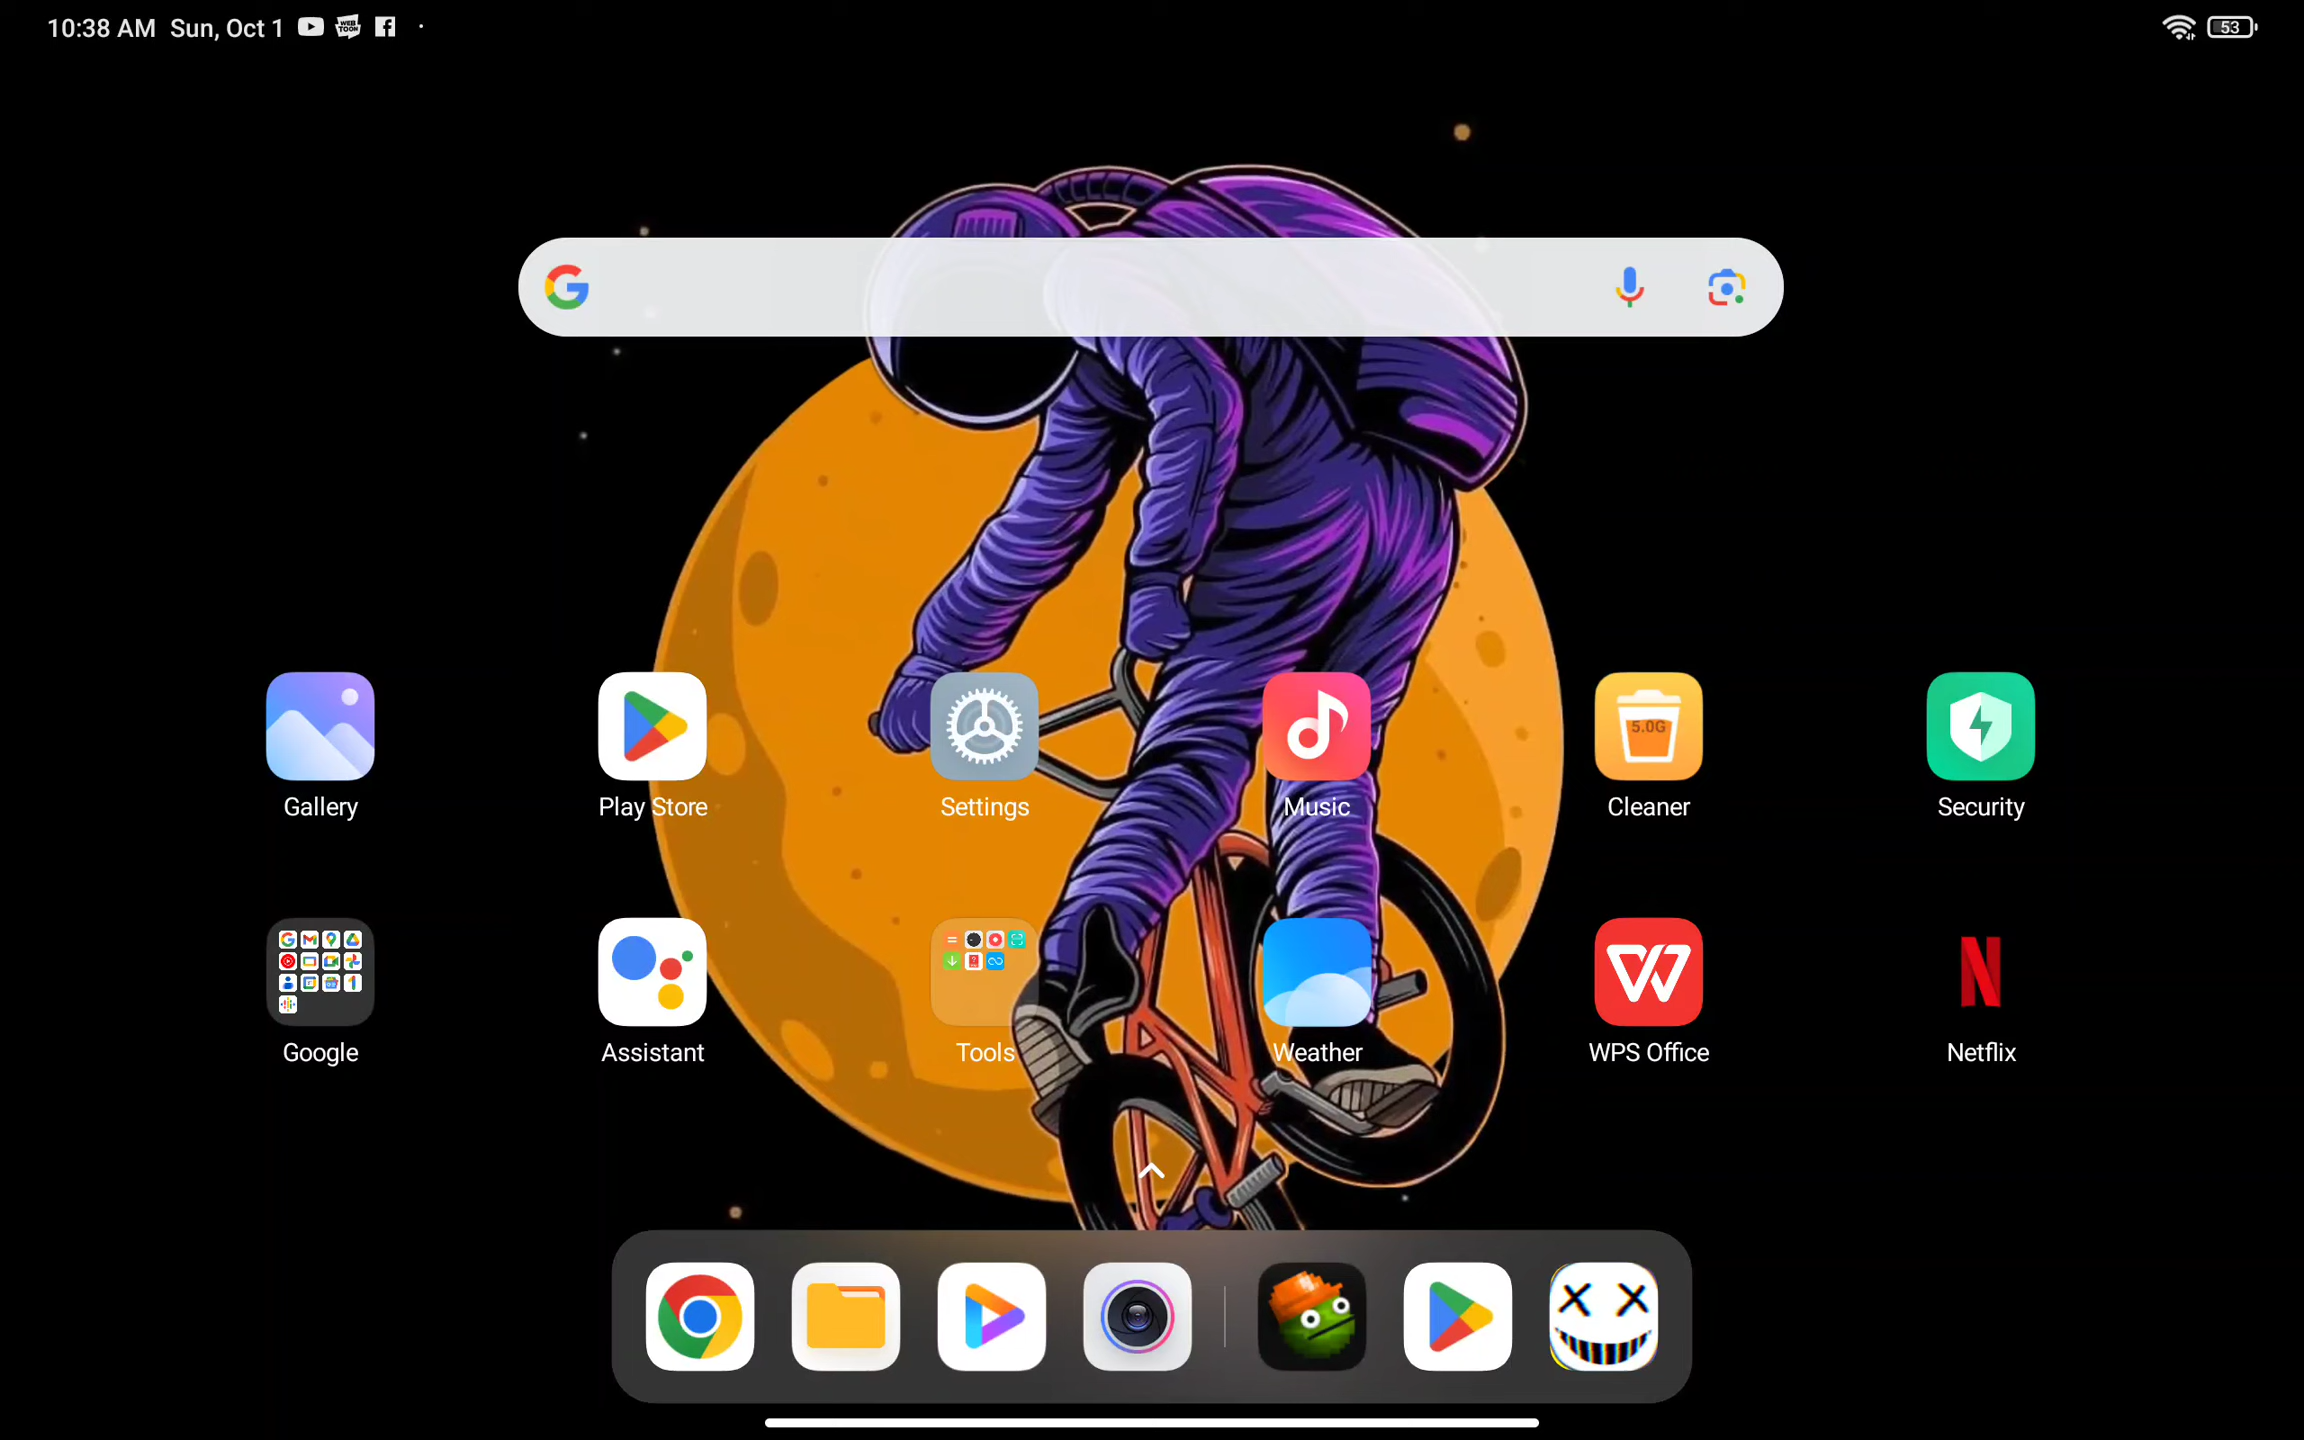 10:38 AM Sun, Oct 1
53
5.0G
Gallery Play Store Settings Music Cleaner Security
Google Assistant Tools Weather WPS Office Netflix